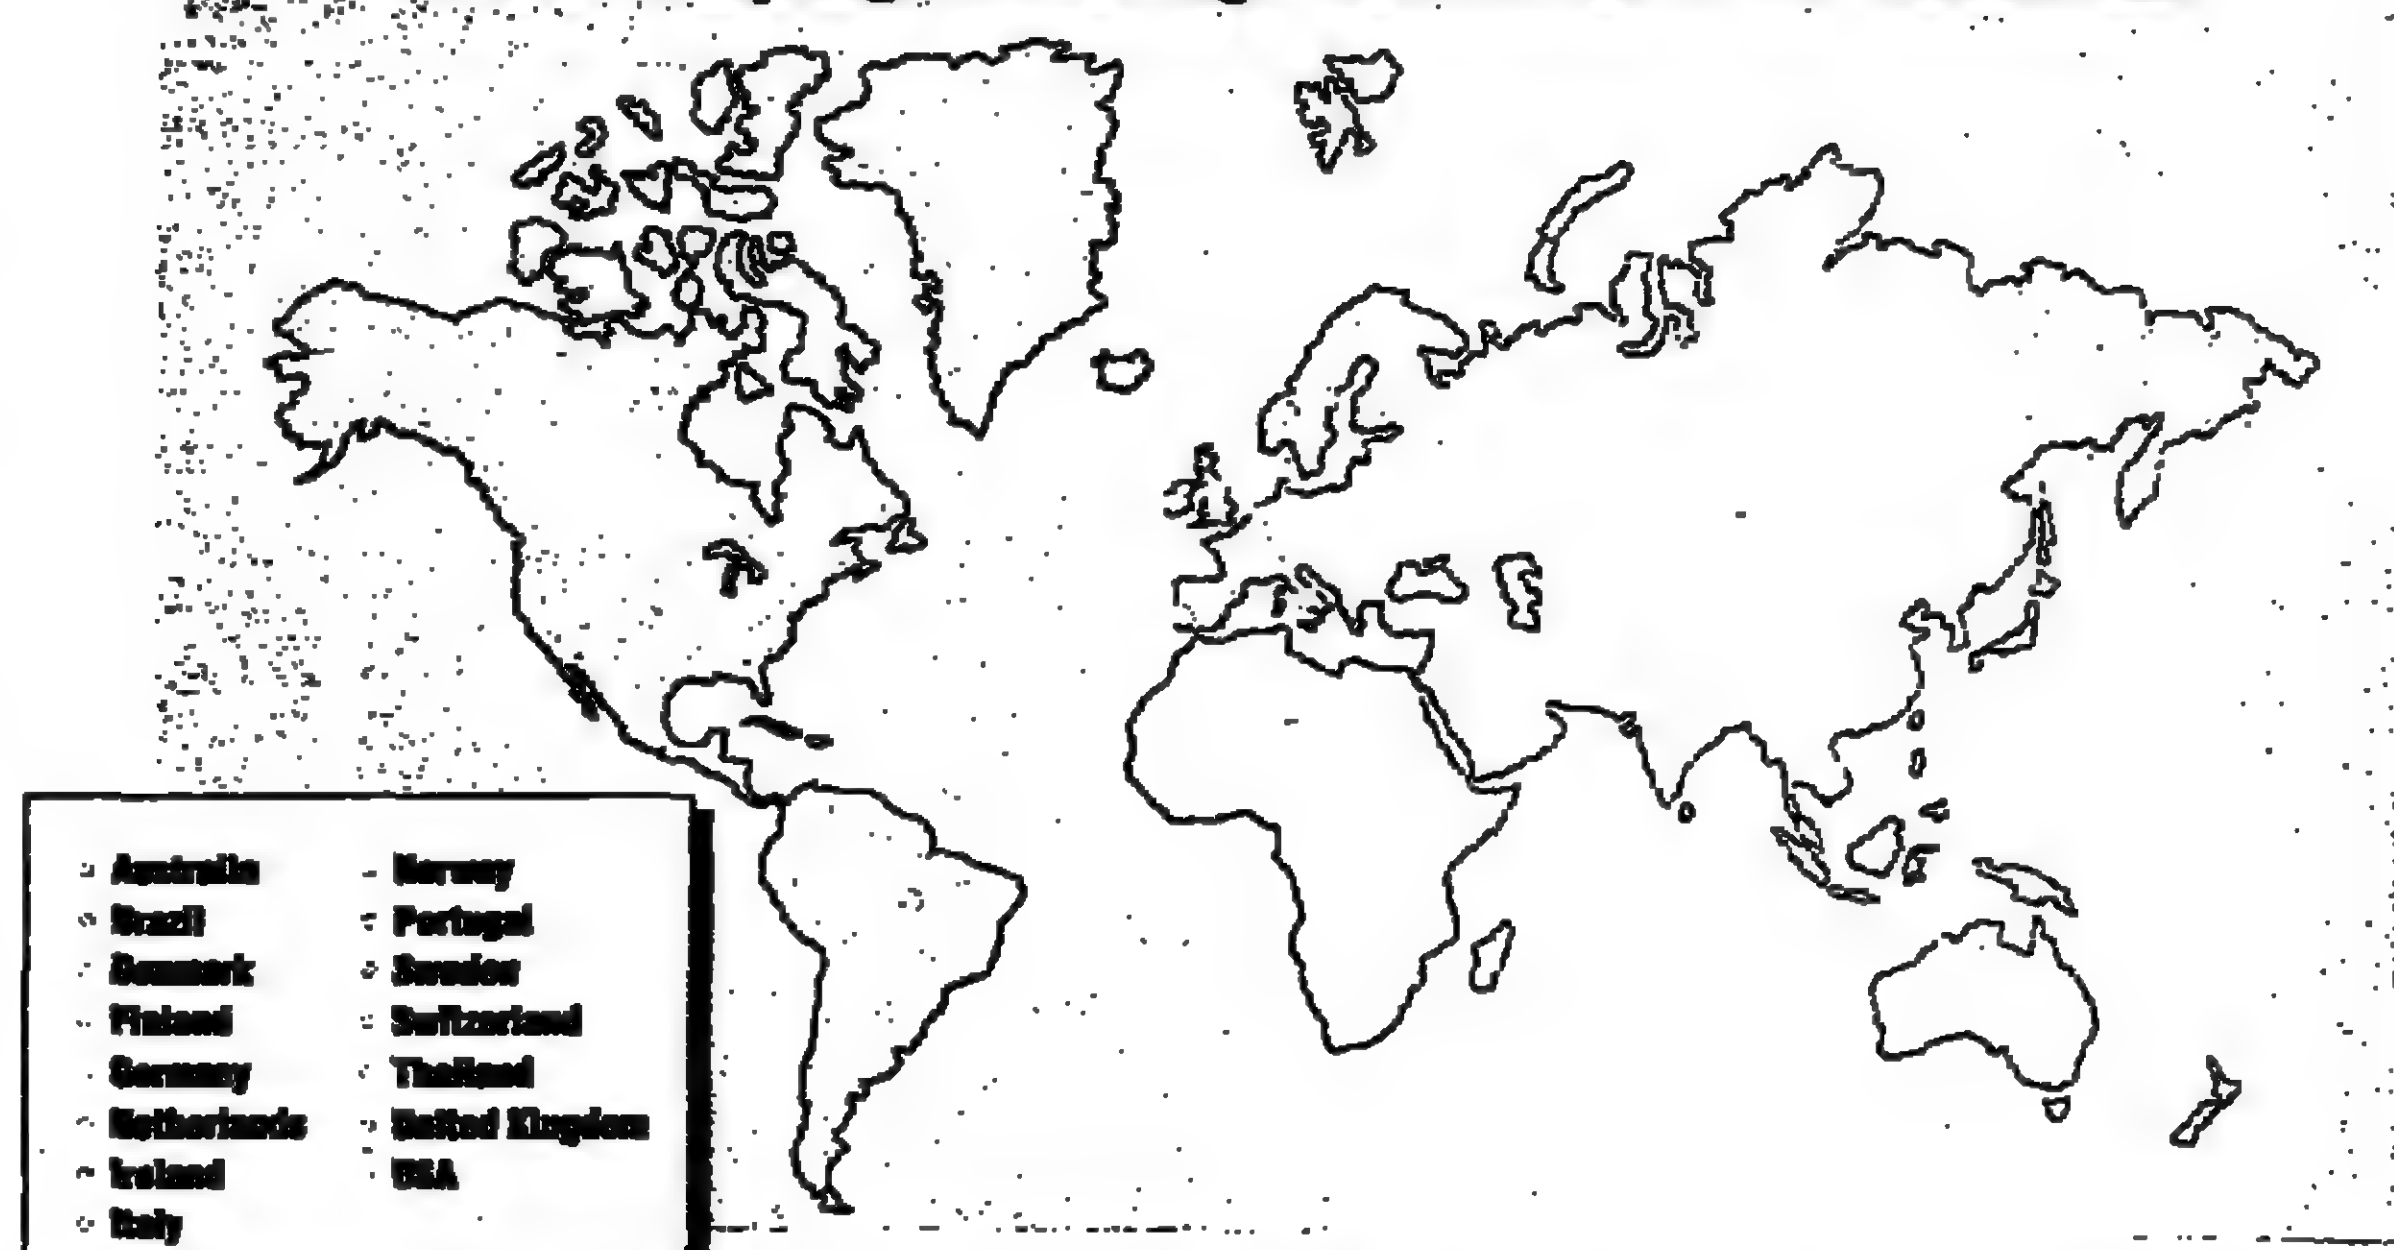 Australia
Brazil
Denmark
Finland
Germany
Netherlands
Ireland
Italy
Norway
Portugal
Sweden
Switzerland
Thailand
United Kingdom
USA